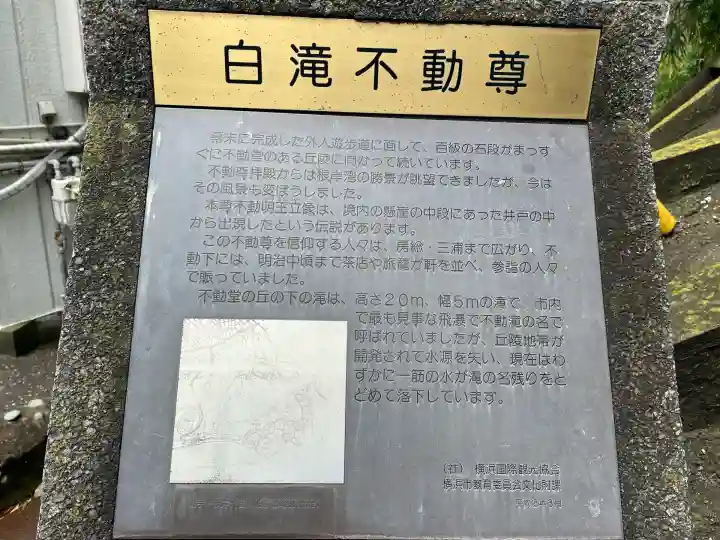 白滝不動尊
幕末に完成した外人遊歩道に面して、百級の石段がまっす
ぐに不動堂のある丘陵に向かって続いています。
不動尊拝殿からは根岸湾の勝景が眺望できましたが、今は
その風景も変ぼうしました。
本尊不動明王立像は、境内の懸崖の中段にあった井戸の中
から出現したという伝説があります。
この不動尊を信仰する人々は、房総・三浦まで広がり、不
動下には、明治中頃まで茶店や旅籠が軒を並べ、参詣の人々
で賑っていました。
不動堂の丘の下の滝は、高さ20m、幅5mの滝で、市内
で最も見事な飛瀑で不動滝の名で
呼ばれていましたが、丘陵地帯が
開発されて水源を失い、現在はわ
ずかに一筋の水が滝の名残りをと
どめて落下しています。
(社) 横浜国際観光協会
横浜市教育委員会文化財課